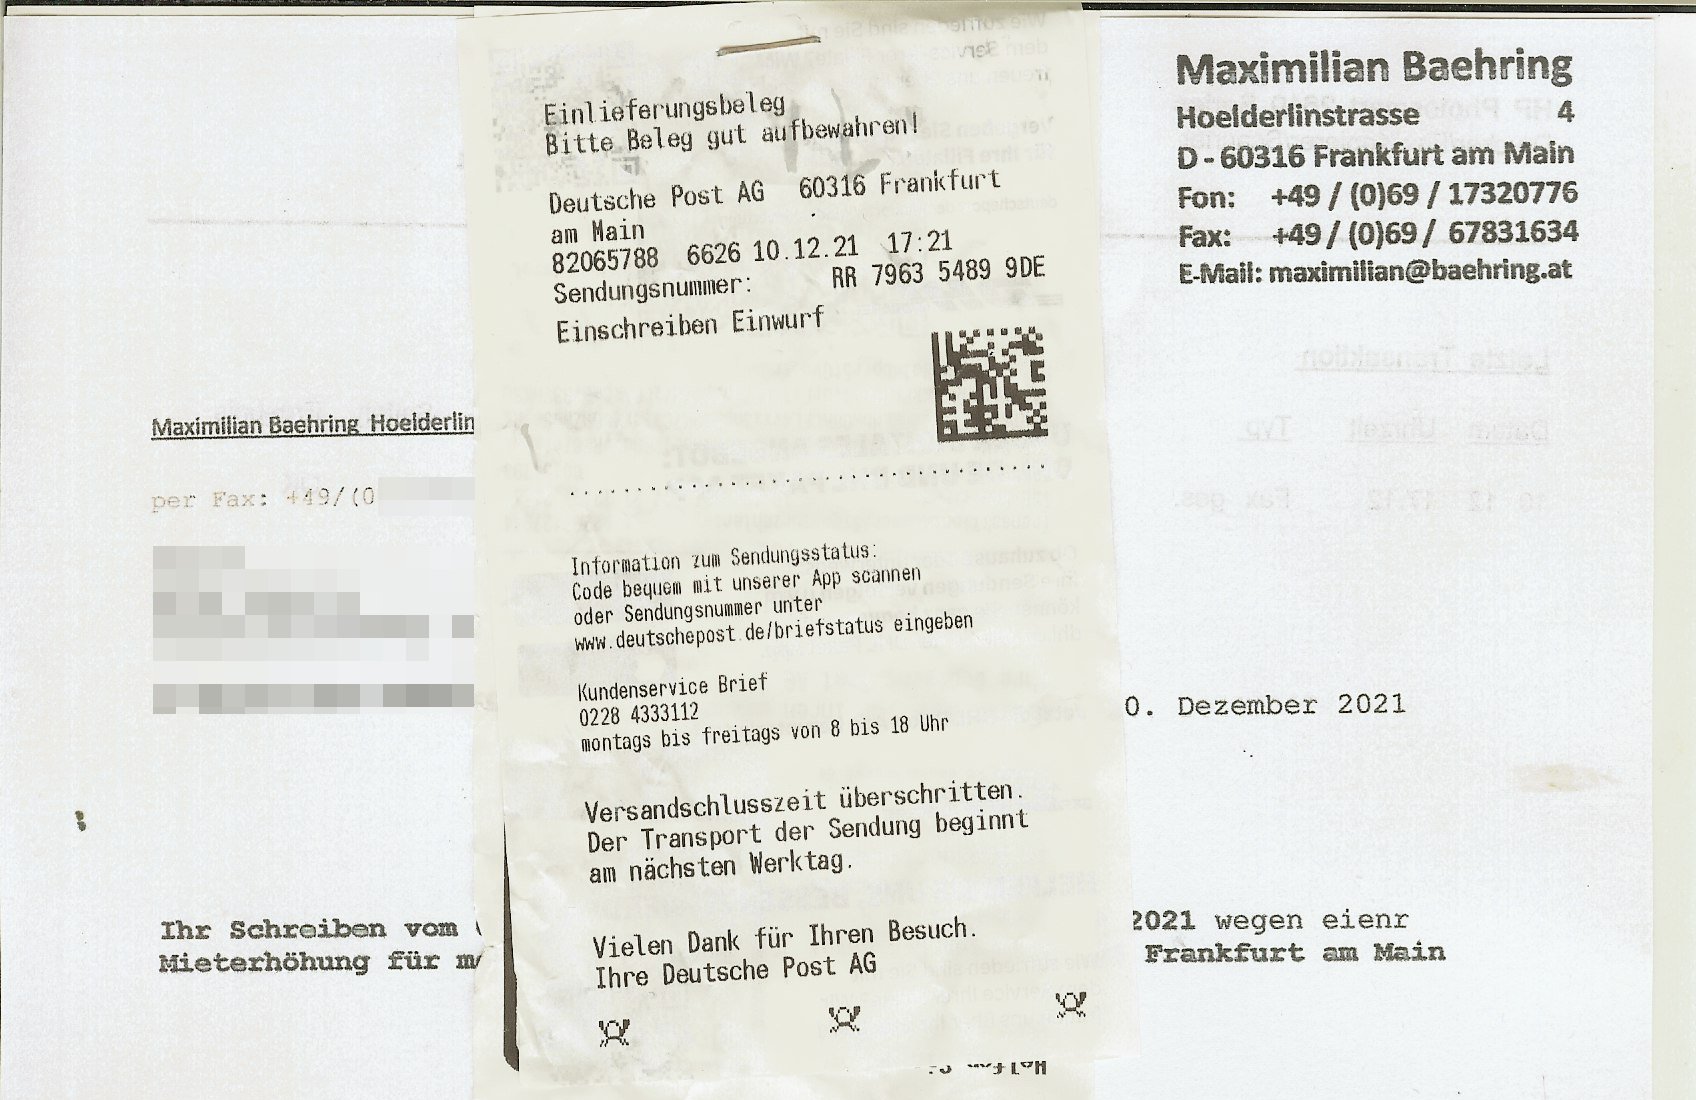 Maximilian Baehring
Hoelderlinstrasse 4
D - 60316 Frankfurt am Main
Fon: +49 / (0)69 / 17320776
Fax: +49 / (0)69 / 67831634
E-Mail: maximilian@baehring.at
Einlieferungsbeleg
Bitte Beleg gut aufbewahren!
Deutsche Post AG 60316 Frankfurt
am Main
82065788 6626 10.12.21 17:21
Sendungsnummer: RR 7963 5489 9DE
Einschreiben Einwurf
Information zum Sendungsstatus:
Code bequem mit unserer App scannen
oder Sendungsnummer unter
www.deutschepost.de/briefstatus eingeben
Kundenservice Brief
0228 4333112
montags bis freitags von 8 bis 18 Uhr
Versandschlusszeit überschritten.
Der Transport der Sendung beginnt
am nächsten Werktag.
Vielen Dank für Ihren Besuch.
Ihre Deutsche Post AG
Maximilian Baehring Hoelderlin
per Fax: +49/(0
0. Dezember 2021
Ihr Schreiben vom 2021 wegen eienr
Mieterhöhung für Frankfurt am Main